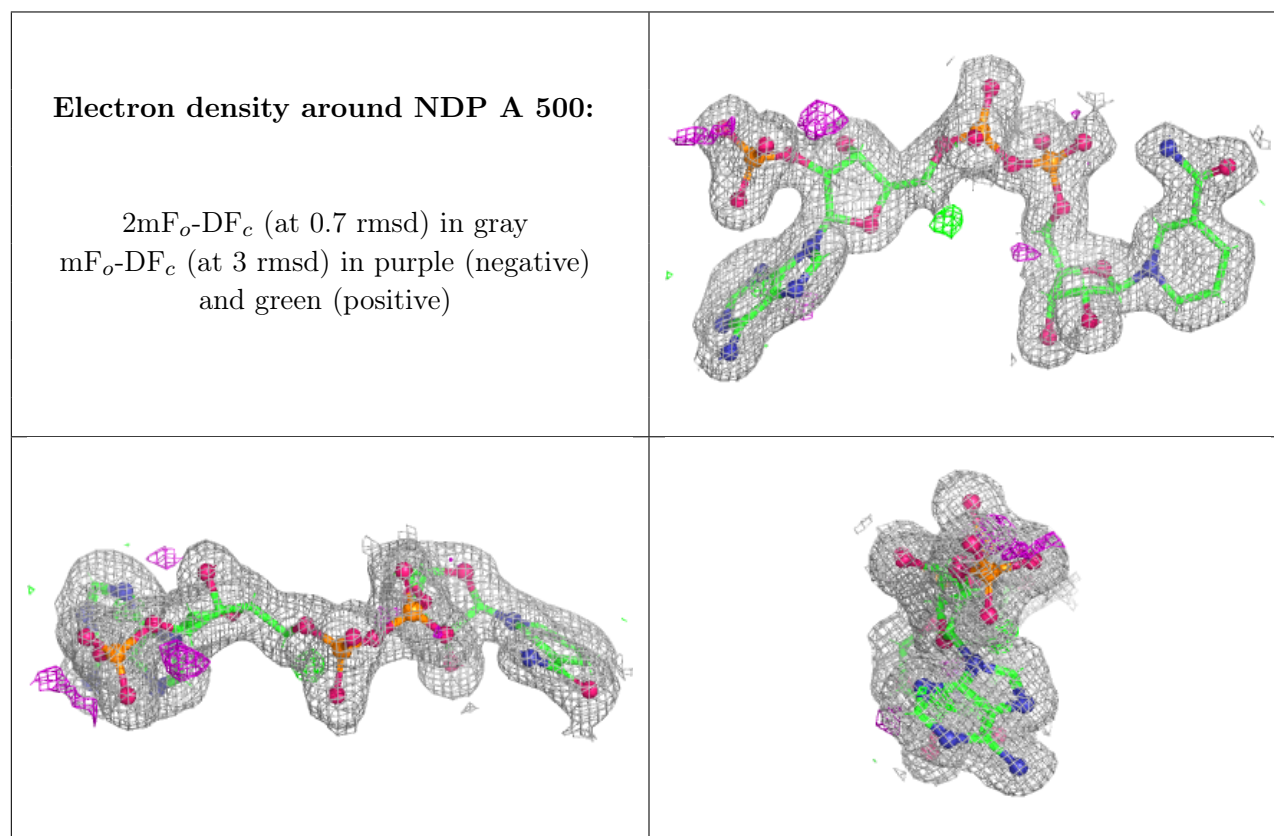 Electron density around NDP A 500:
2mFo-DFc (at 0.7 rmsd) in gray
mFo-DFc (at 3 rmsd) in purple (negative)
and green (positive)